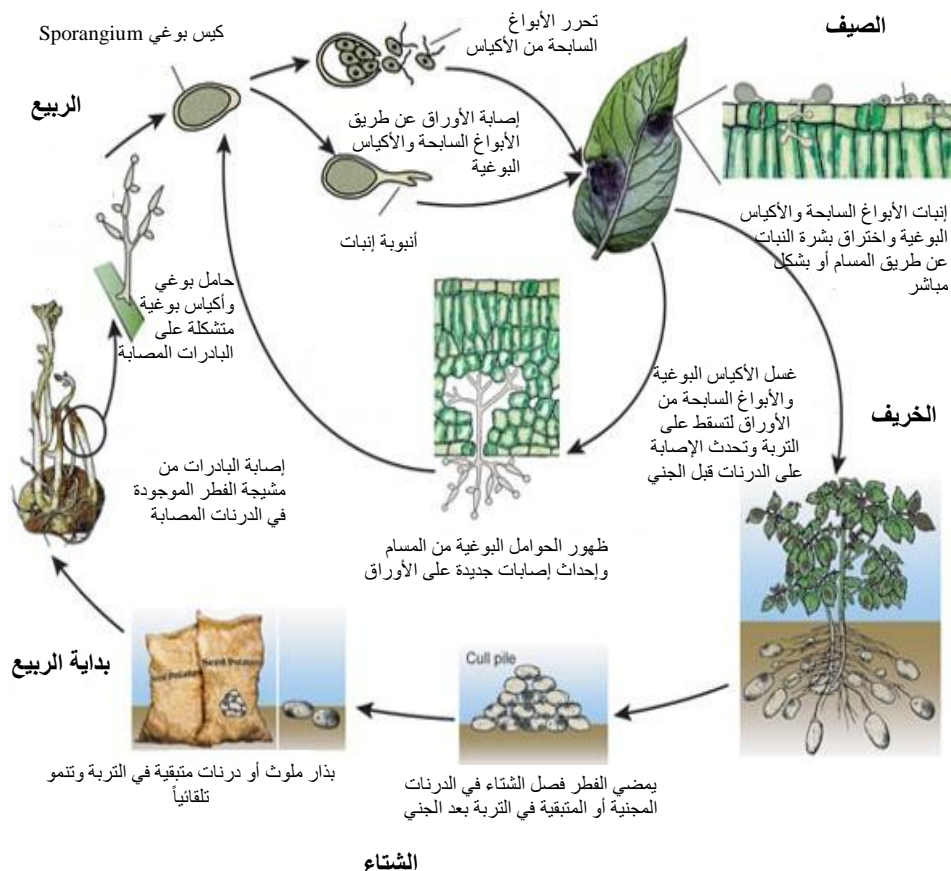 كيس بوغي Sporangium
تحرر الأبواغ
السابحة من الأكياس
الصيف
الربيع
إصابة الأوراق عن طريق
الأبواغ السابحة والأكياس
البوغية
أنبوبة إنبات
إنبات الأبواغ السابحة والأكياس
البوغية واختراق بشرة النبات
عن طريق المسام أو بشكل
مباشر
حامل بوغي
وأكياس بوغية
متشكلة على
البادرات المصابة
غسل الأكياس البوغية
والأبواغ السابحة من
الأوراق لتسقط على
التربة وتحدث الإصابة
على الدرنات قبل الجني
الخريف
إصابة البادرات من
مشيجة الفطر الموجودة
في الدرنات المصابة
ظهور الحوامل البوغية من المسام
وإحداث إصابات جديدة على الأوراق
بداية الربيع
Seed Potatoes
Seed Potatoes
Cull pile
بذار ملوث أو درنات متبقية في التربة وتنمو
تلقائياً
يمضي الفطر فصل الشتاء في الدرنات
المجنية أو المتبقية في التربة بعد الجني
الشتاء